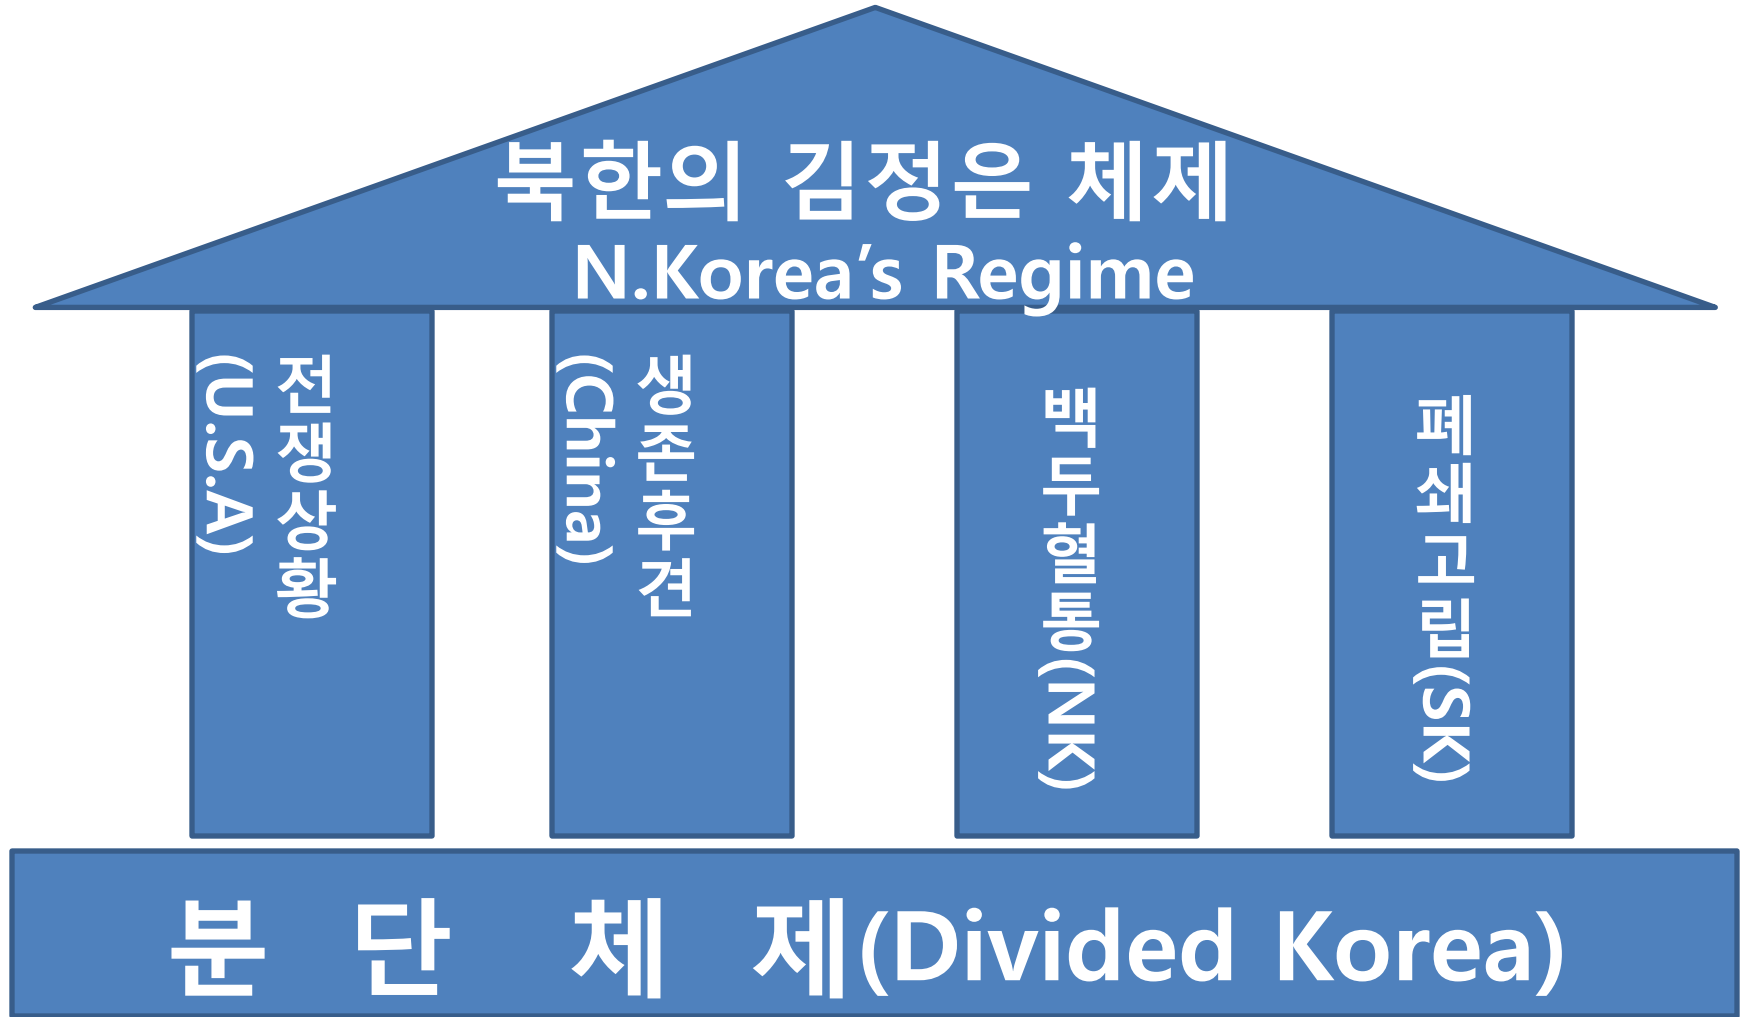 북한의 김정은 체제
N.Korea’s Regime
전쟁상황
(U.S.A)
생존후견
(China)
백두혈통(NK)
폐쇄고립(SK)
분 단 체 제(Divided Korea)